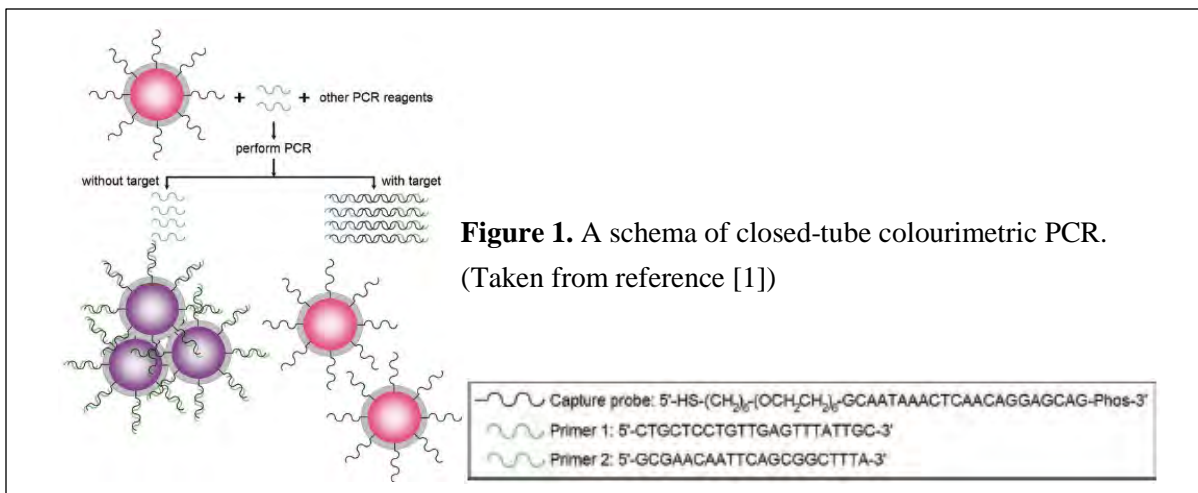 +
+
other PCR reagents
perform PCR
without target
with target
Figure 1. A schema of closed-tube colourimetric PCR.
(Taken from reference [1])
Capture probe: 5'-HS-(CH₂)₆-(OCH₂CH₂)₆-GCAATAAACTCAACAGGAGCAG-Phos-3'
Primer 1: 5'-CTGCTCCTGTTGAGTTTATTGC-3'
Primer 2: 5'-GCGAACAATTCAGCGGCTTTA-3'